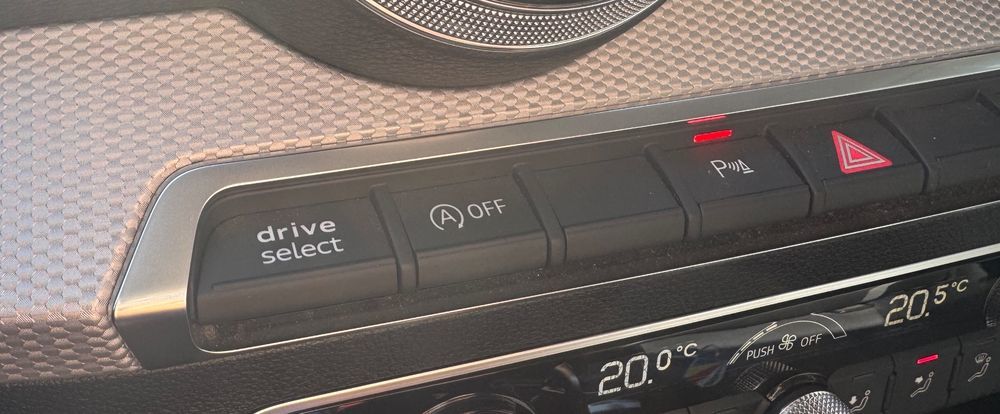 drive
select
A OFF
P
20.0 °C
PUSH OFF
20.5 °C